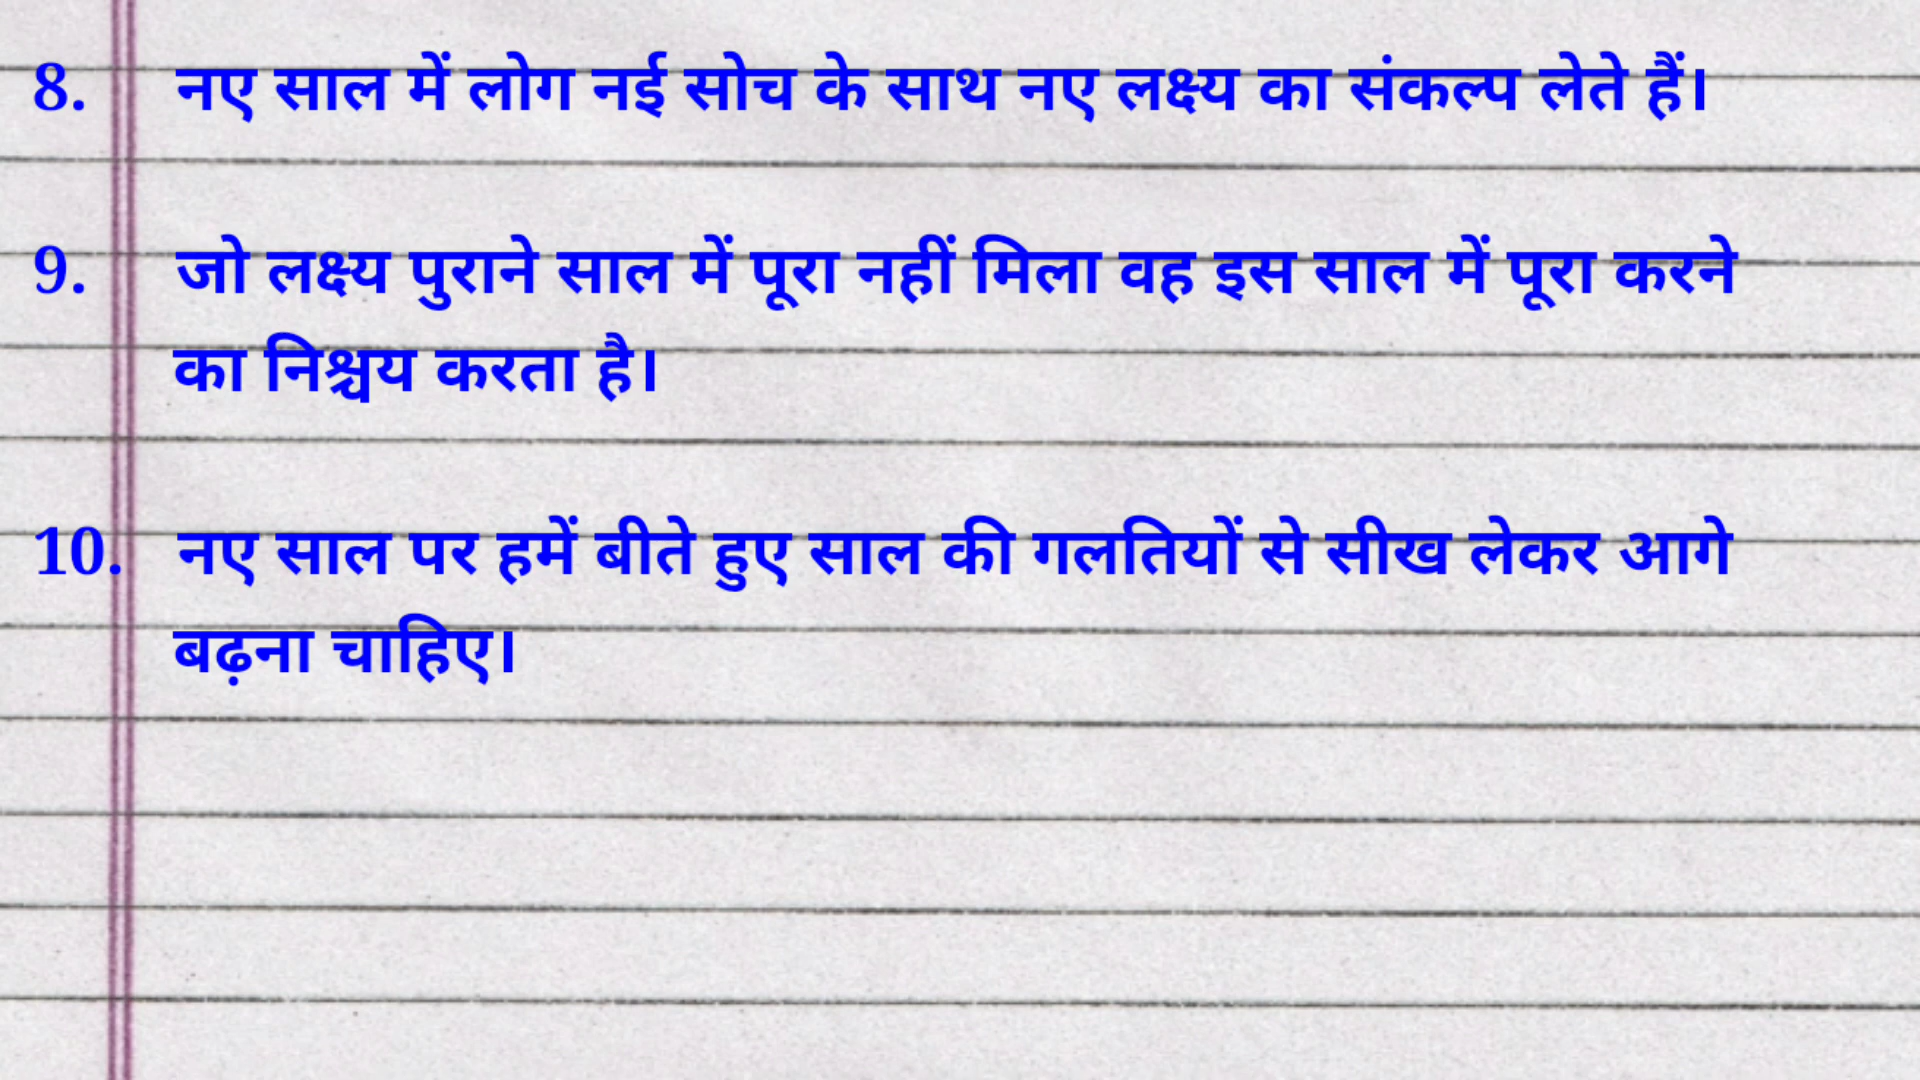 8. नए साल में लोग नई सोच के साथ नए लक्ष्य का संकल्प लेते हैं।
9. जो लक्ष्य पुराने साल में पूरा नहीं मिला वह इस साल में पूरा करने
का निश्चय करता है।
10. नए साल पर हमें बीते हुए साल की गलतियों से सीख लेकर आगे
बढ़ना चाहिए।